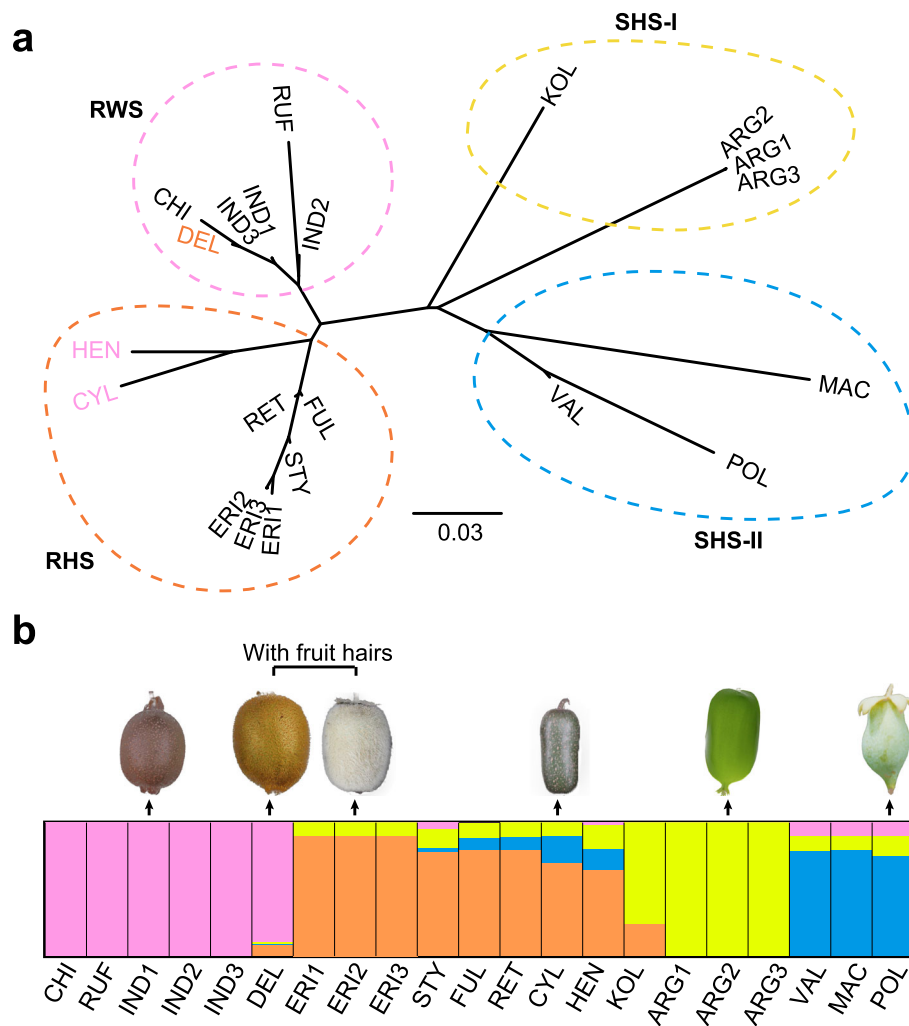 a
SHS-I
RWS
RUF
KOL
ARG2
ARG1
ARG3
CHI
DEL
IND3
IND1
IND2
HEN
CYL
RET
FUL
STY
ERI2
ERI3
ERI1
VAL
MAC
POL
0.03
RHS
SHS-II
b
With fruit hairs
CHI RUF IND1 IND2 IND3 DEL ERI1 ERI2 ERI3 STY FUL RET CYL HEN KOL ARG1 ARG2 ARG3 VAL MAC POL